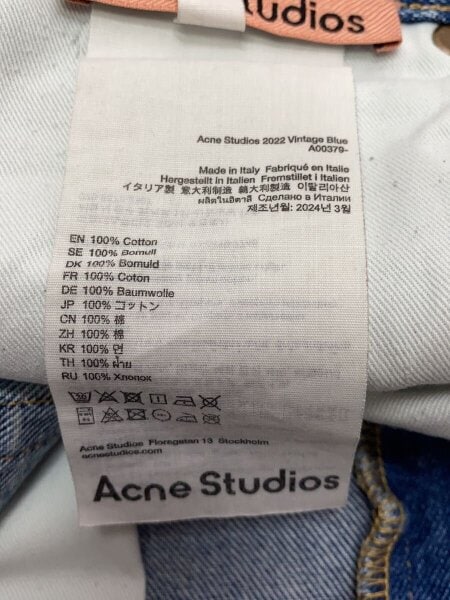 Studios
Acne Studios 2022 Vintage Blue
A00379-
Made in Italy Fabriqué en Italie
Hergestellt in Italien Fremstillet i Italien
イタリア製 意大利制造 義大利製造 이탈리아산
ผลิตในอิตาลี Сделано в Италии
제조년월: 2024년 3월
EN 100% Cotton
SE 100% Bomull
DK 100% Bomuld
FR 100% Coton
DE 100% Baumwolle
JP 100% コットン
CN 100% 棉
ZH 100% 棉
KR 100% 면
TH 100% ฝ้าย
RU 100% Хлопок
Acne Studios Floragatan 13 Stockholm
acnestudios.com
Acne Studios